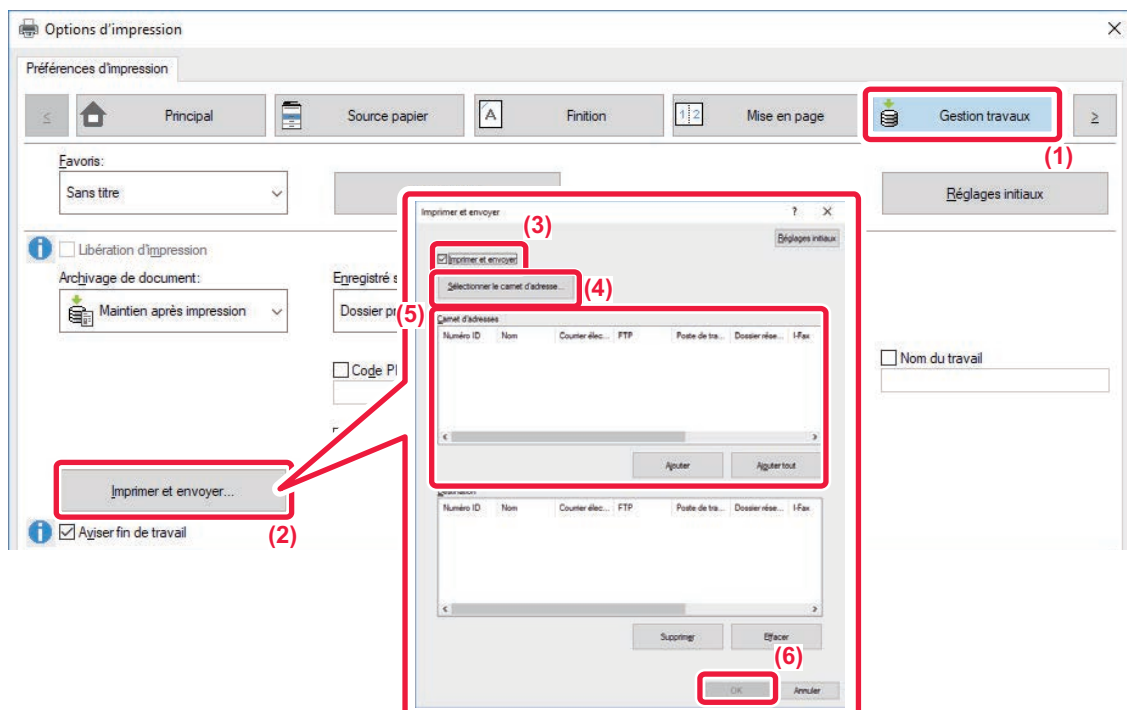 Options d'impression
Préférences d'impression
<
Principal
Source papier
A
Finition
1 2
Mise en page
Gestion travaux
>
(1)
Favoris:
Sans titre
Réglages initiaux
Imprimer et envoyer
?
(3)
Réglages initiaux
Imprimer et envoyer
Sélectionner le carnet d'adresse...
(4)
(5)
Carnet d'adresses
Numéro ID Nom Courrier élec... FTP Poste de tra... Dossier rése... I-Fax
Ajouter
Ajouter tout
Numéro ID Nom Courrier élec... FTP Poste de tra... Dossier rése... I-Fax
Supprimer
Effacer
(6)
OK
Annuler
Libération d'impression
Archivage de document:
Maintien après impression
Enregistré s
Dossier pr
Code PI
Nom du travail
Imprimer et envoyer...
(2)
Aviser fin de travail